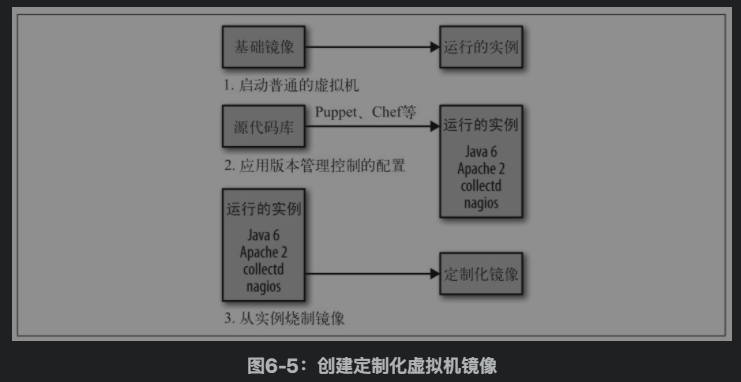 基础镜像
运行的实例
1. 启动普通的虚拟机
源代码库
Puppet、Chef等
运行的实例
Java 6
Apache 2
collectd
nagios
2. 应用版本管理控制的配置
运行的实例
Java 6
Apache 2
collectd
nagios
定制化镜像
3. 从实例烧制镜像
图6-5：创建定制化虚拟机镜像